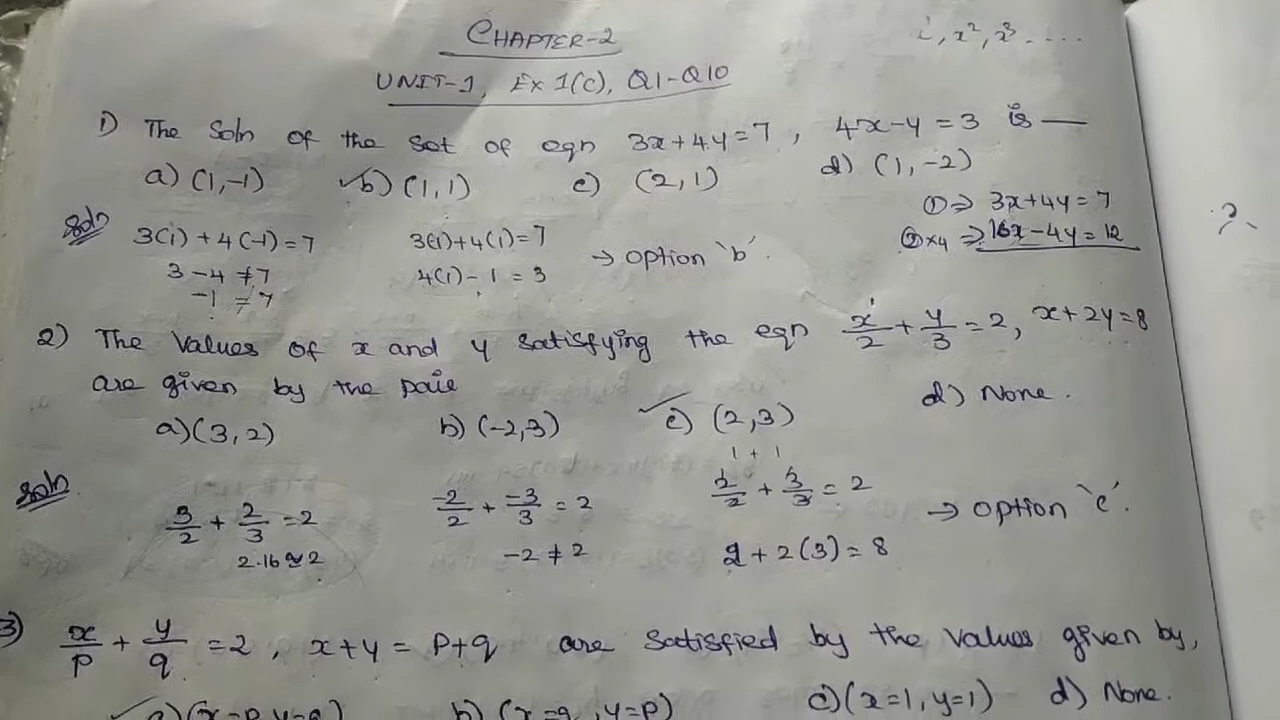 CHAPTER-2
i, x², x³ ....
UNIT-1, Ex 1(C), Q1-Q10
1) The Soln of the set of eqn 3x+4y=7, 4x-y=3 is —
a) (1,-1) ✓b) (1,1) c) (2,1) d) (1,-2)
Soln 3(1)+4(-1)=7 3(1)+4(1)=7 → option 'b'. ①⇒ 3x+4y=7
3-4≠7 4(1)-1=3 ②×4 ⇒ 16x-4y=12
-1≠7
?
2) The Values of x and y satisfying the eqn x/2 + y/3 = 2, x+2y=8
are given by the pair
a) (3,2) b) (-2,3) ✓c) (2,3) d) None.
1 + 1
Soln 3/2 + 2/3 = 2 -2/2 + -3/3 = 2 2/2 + 3/3 = 2 → option 'c'.
2.16≈2 -2≠2 2+2(3)=8
3) x/p + y/q = 2, x+y = p+q are satisfied by the values given by,
✓a) (x=p, y=q) b) (x=q, y=p) c) (x=1, y=1) d) None.